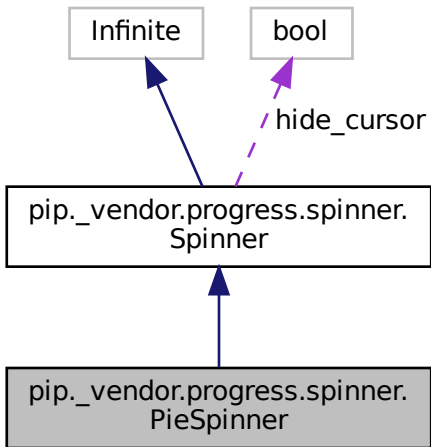 Infinite
bool
hide_cursor
pip._vendor.progress.spinner.
Spinner
pip._vendor.progress.spinner.
PieSpinner